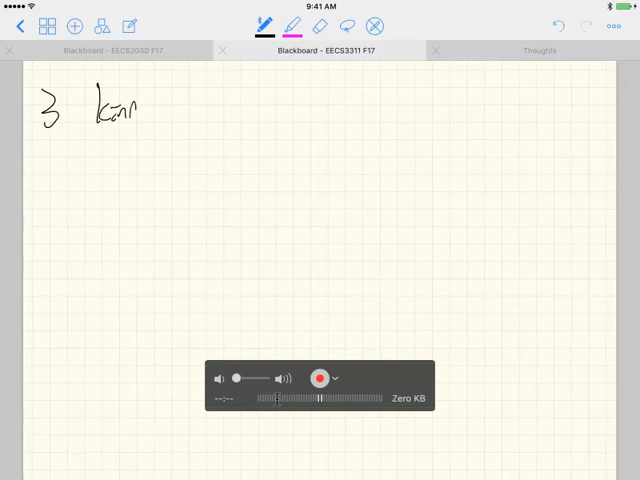 9:41 AM
Blackboard - EECS2030 F17
Blackboard - EECS3311 F17
Thoughts
3
--:--
Zero KB